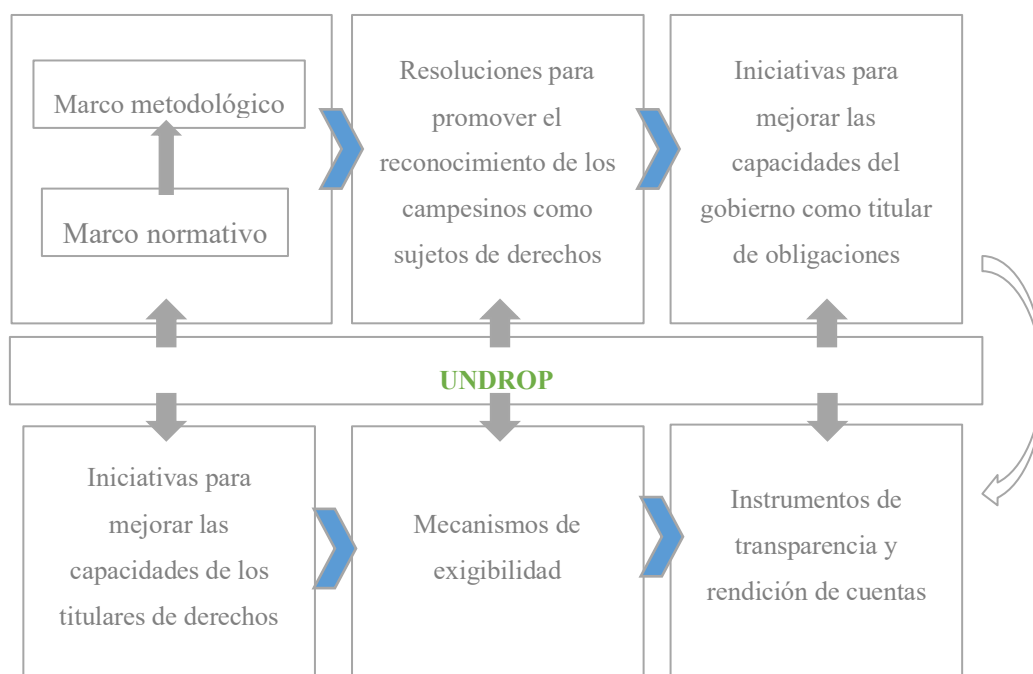 Marco metodológico
Marco normativo
Resoluciones para
promover el
reconocimiento de los
campesinos como
sujetos de derechos
Iniciativas para
mejorar las
capacidades del
gobierno como titular
de obligaciones
UNDROP
Iniciativas para
mejorar las
capacidades de los
titulares de derechos
Mecanismos de
exigibilidad
Instrumentos de
transparencia y
rendición de cuentas